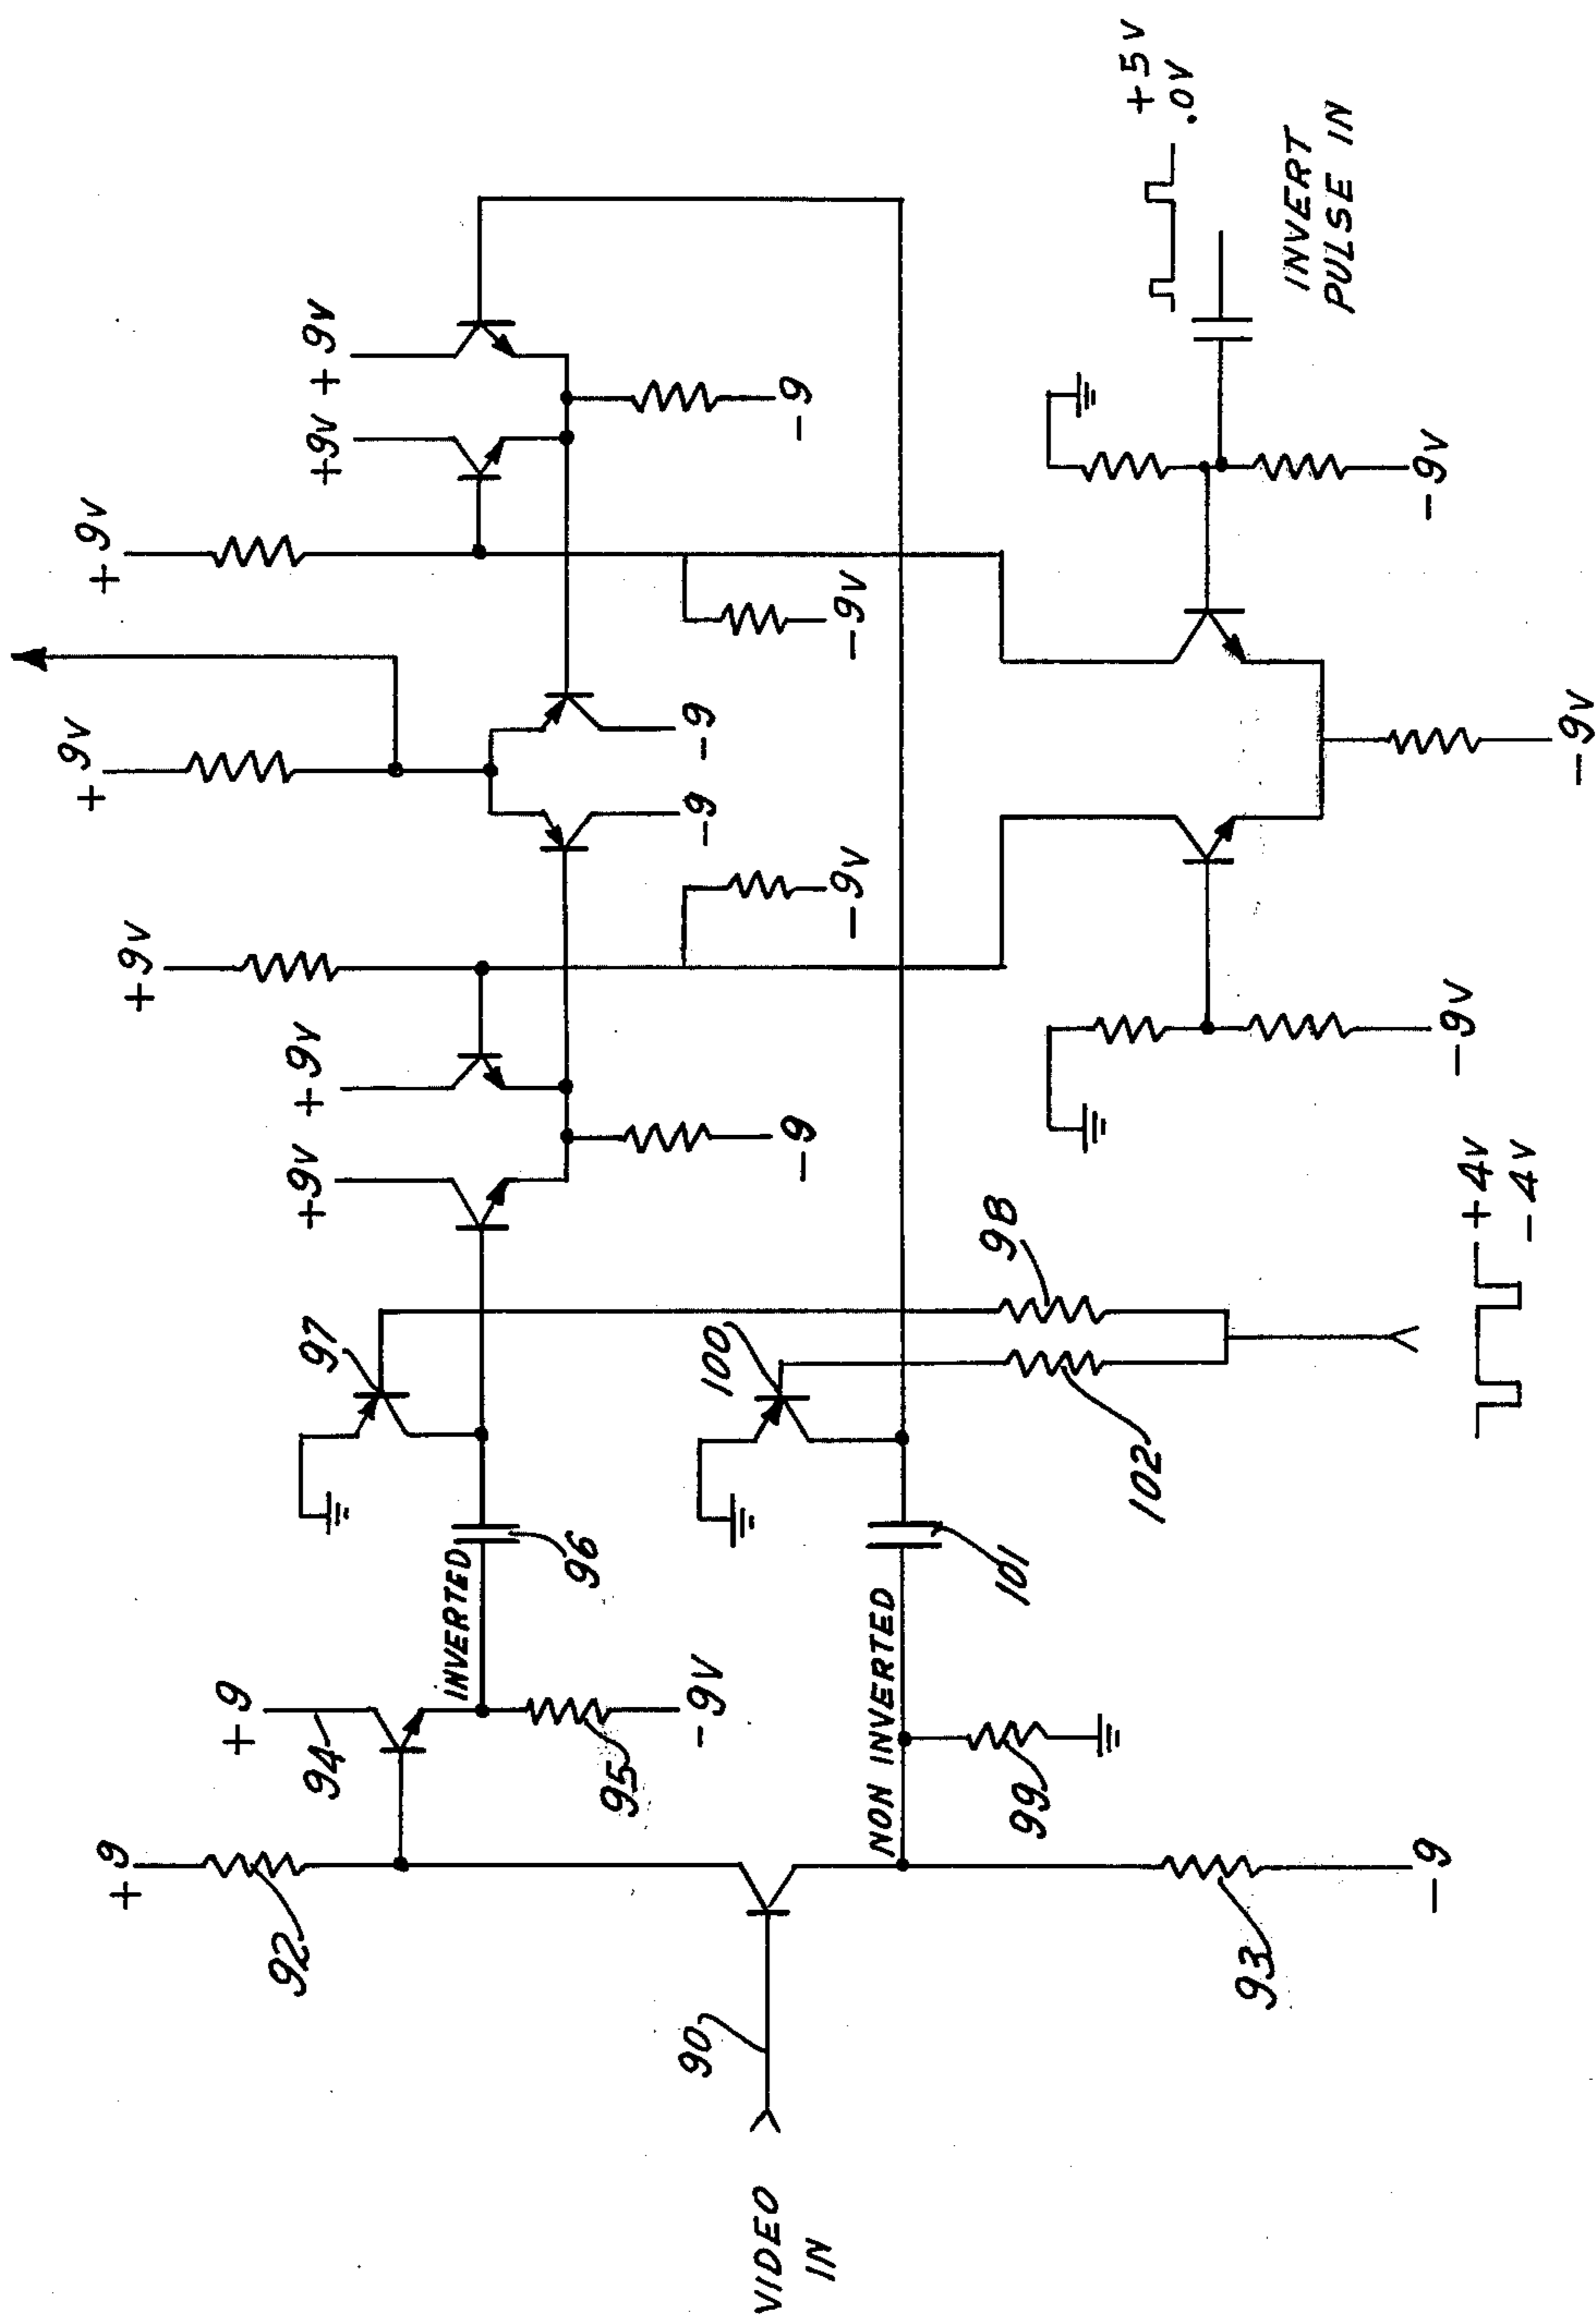 +9V
+9V
+9V
+9
+9
+9V
+9V
+9V
+9V
92
94
97
INVERTED
96
95
-9V
90
100
-9
-9
VIDEO
IN
-9
-9
-9V
-9V
NON INVERTED
99
101
98
102
+5V
.0V
93
INVERT
PULSE IN
-9
-9V
-9V
+4V
-4V
-9V